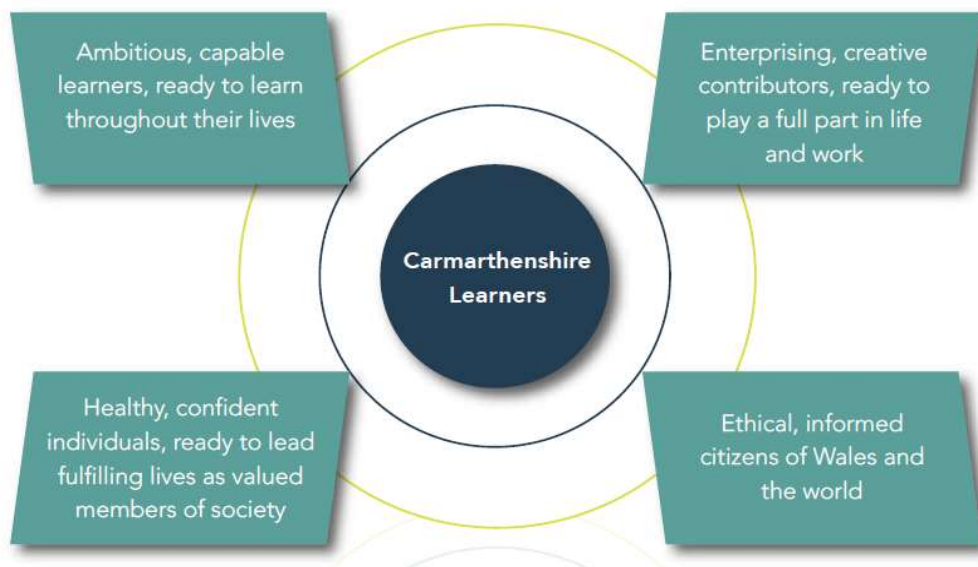 Ambitious, capable
learners, ready to learn
throughout their lives
Enterprising, creative
contributors, ready to
play a full part in life
and work
Carmarthenshire
Learners
Healthy, confident
individuals, ready to lead
fulfilling lives as valued
members of society
Ethical, informed
citizens of Wales and
the world